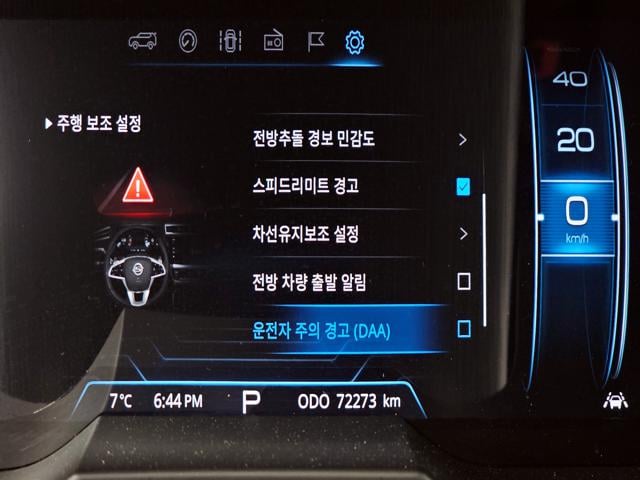 ▶ 주행 보조 설정
전방추돌 경보 민감도
스피드리미트 경고
차선유지보조 설정
전방 차량 출발 알림
운전자 주의 경고 (DAA)
7°C 6:44 PM P ODO 72273 km
40
20
0
km/h